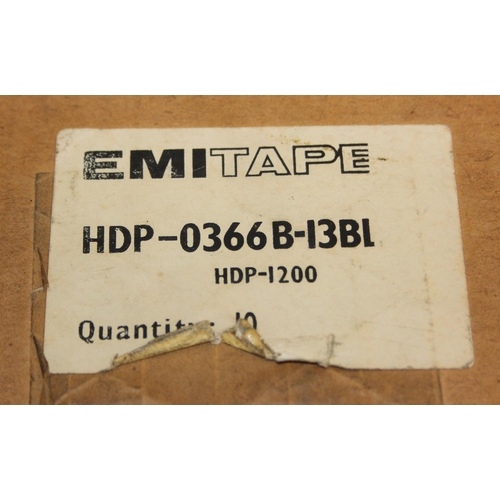 EMITAPE
HDP-0366B-13BL
HDP-1200
Quantity: 10